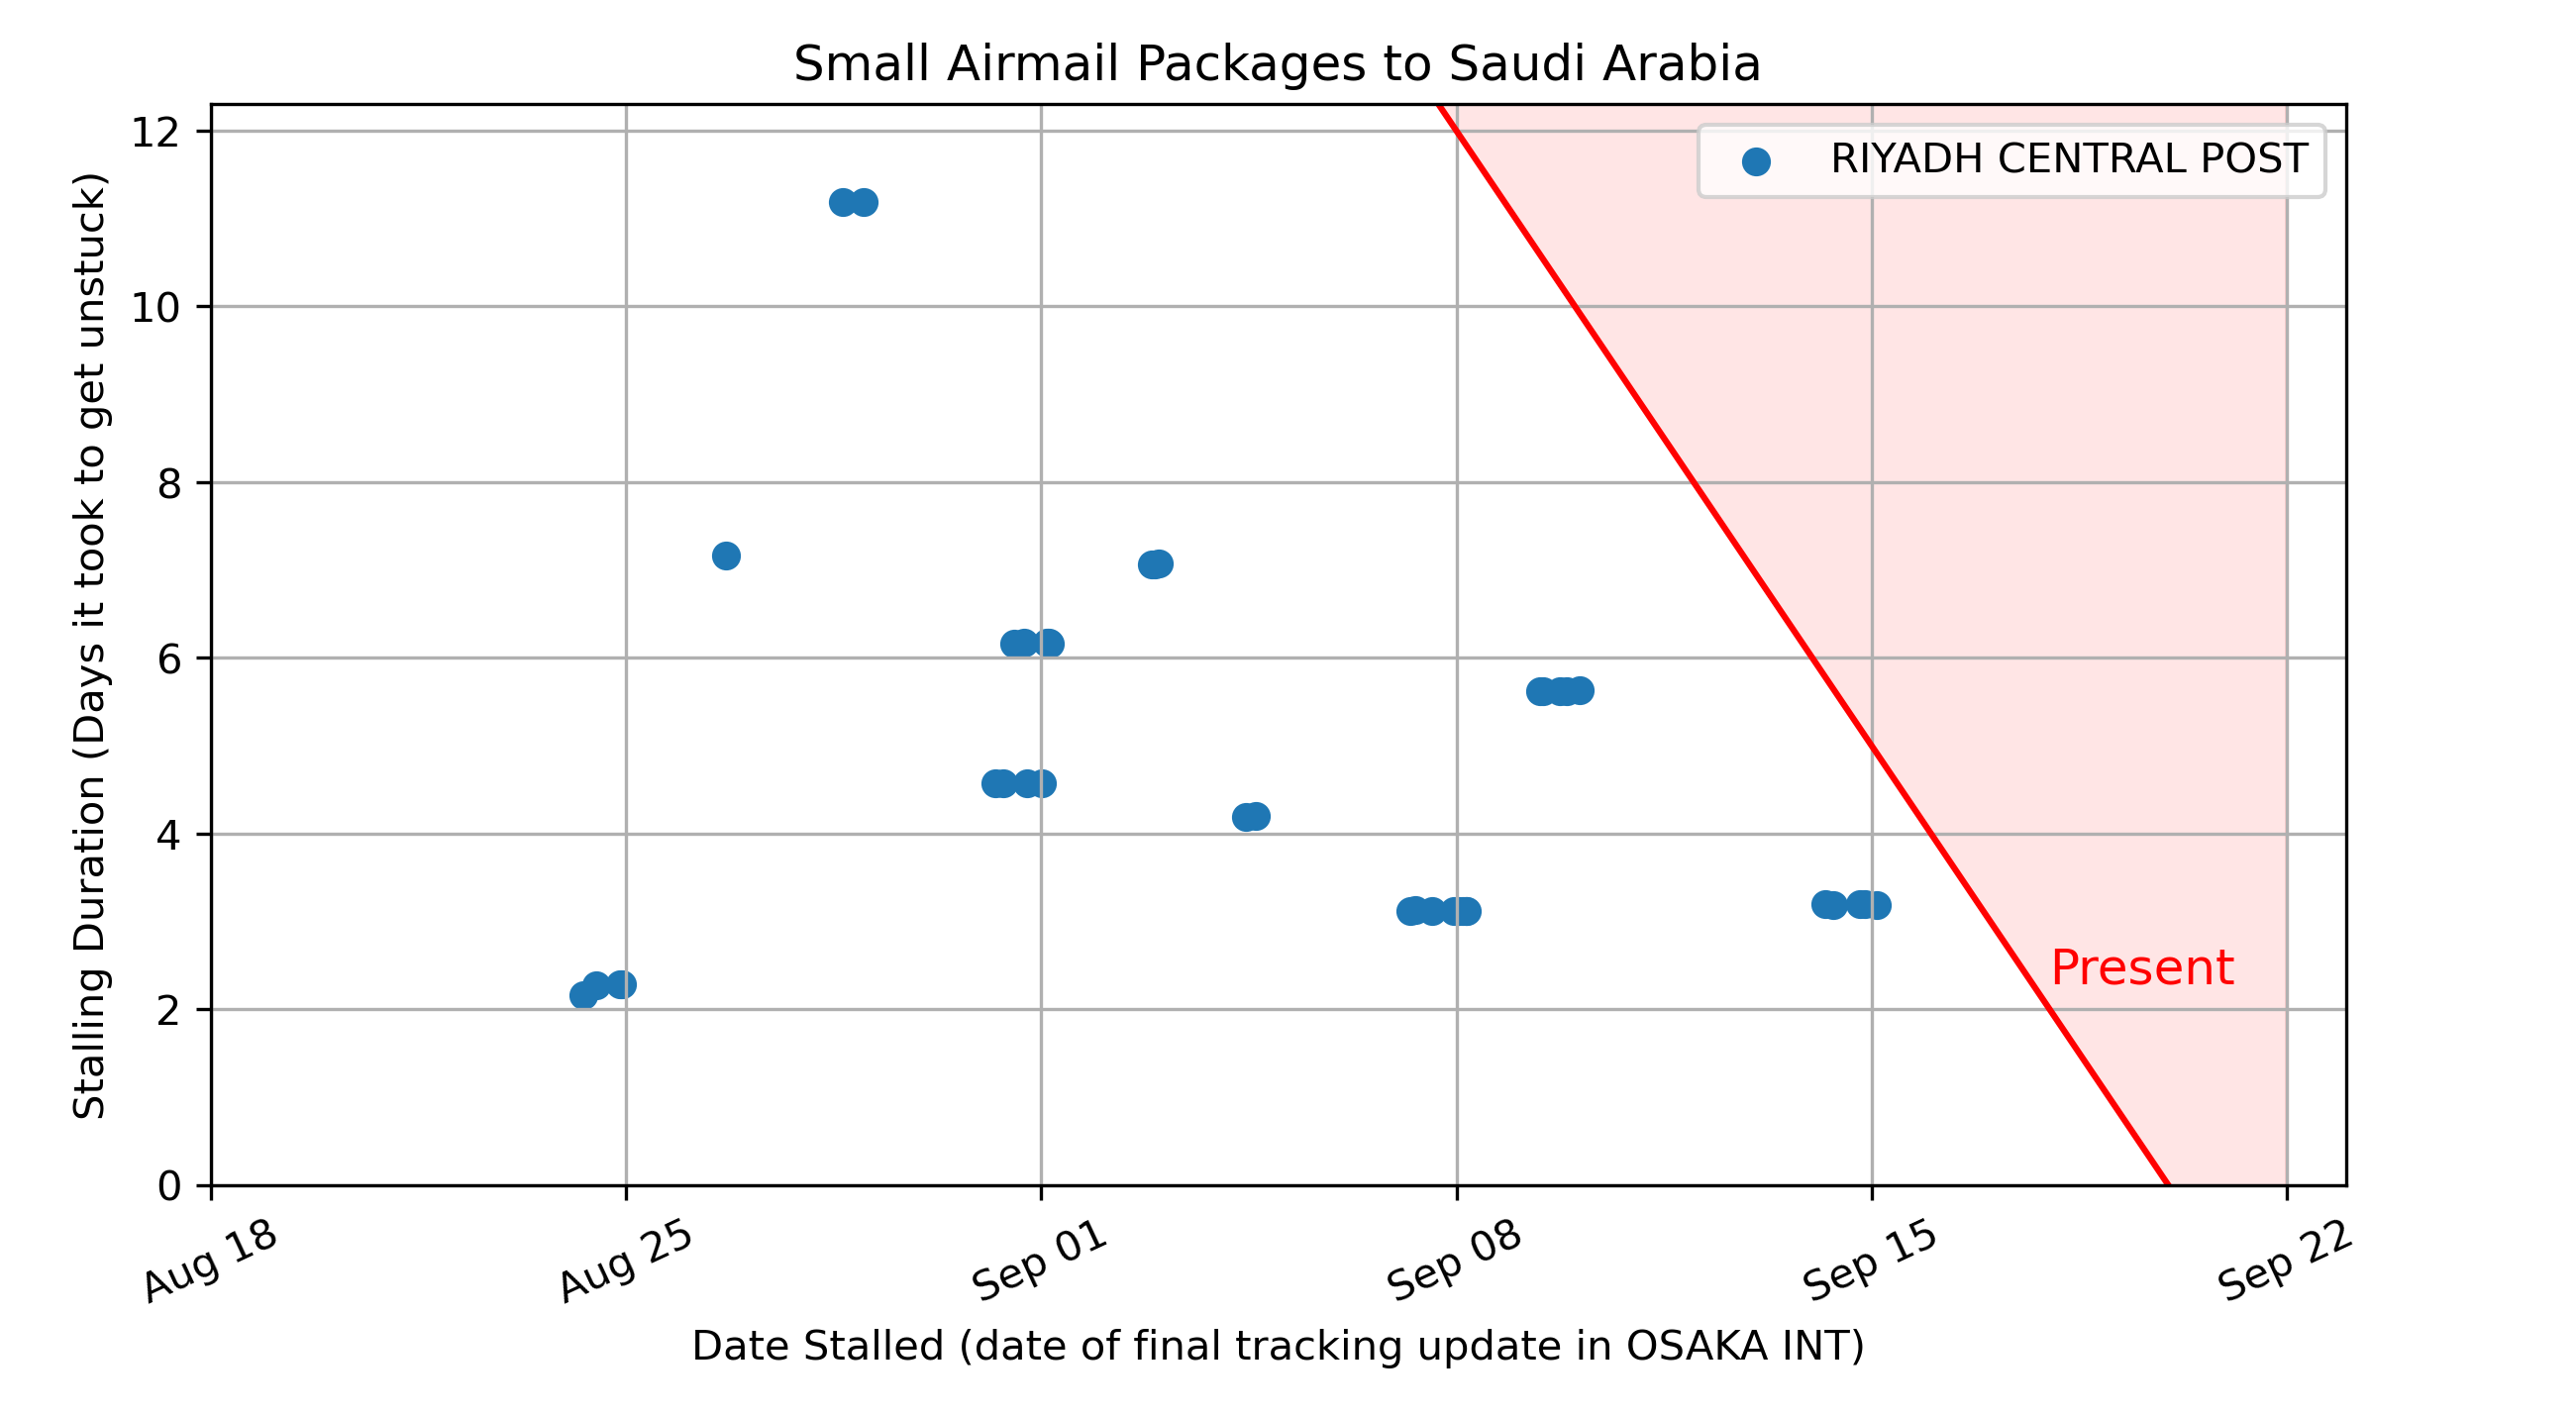 Small Airmail Packages to Saudi Arabia
Stalling Duration (Days it took to get unstuck)
12
10
8
6
4
2
0
RIYADH CENTRAL POST
Present
Aug 18
Aug 25
Sep 01
Sep 08
Sep 15
Sep 22
Date Stalled (date of final tracking update in OSAKA INT)